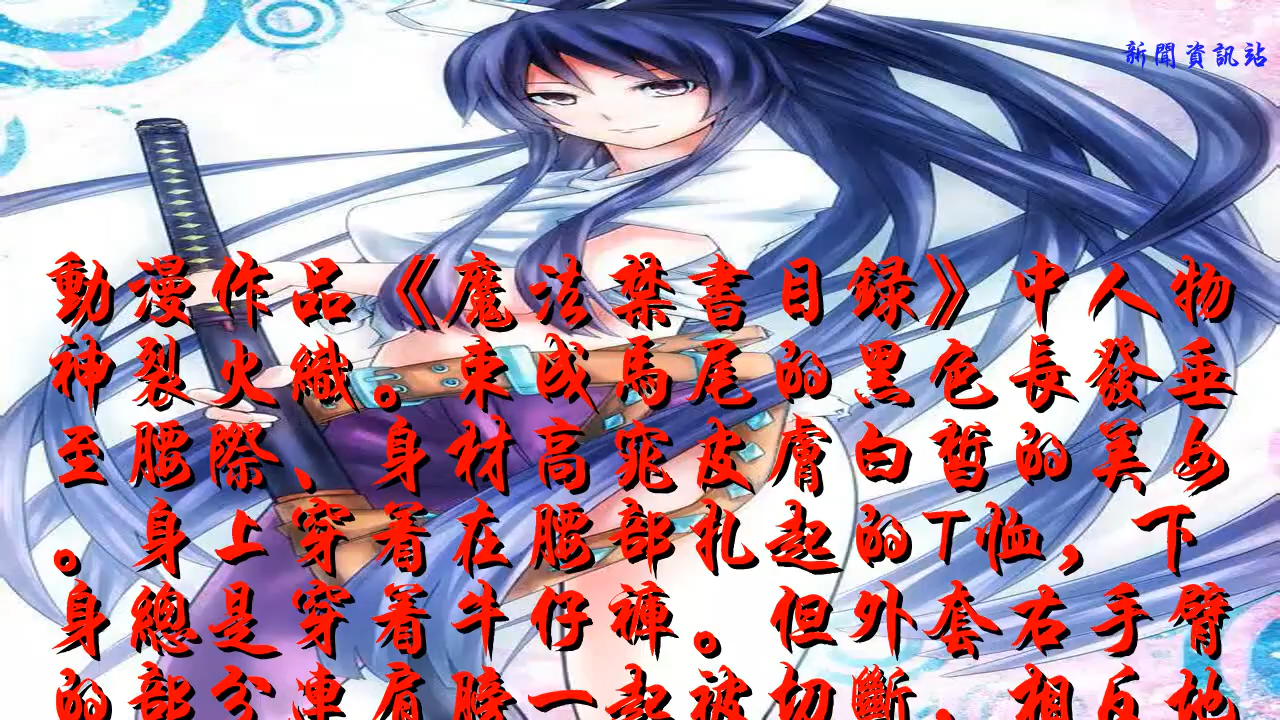 新聞資訊站
動漫作品《魔法禁書目録》中人物
神裂火織。束成馬尾的黑色長發垂
至腰際、身材高窕皮膚白皙的美女
。身上穿着在腰部扎起的T恤，下
身總是穿着牛仔褲。但外套右手臂
的部分連肩膀一起被切斷，相反地